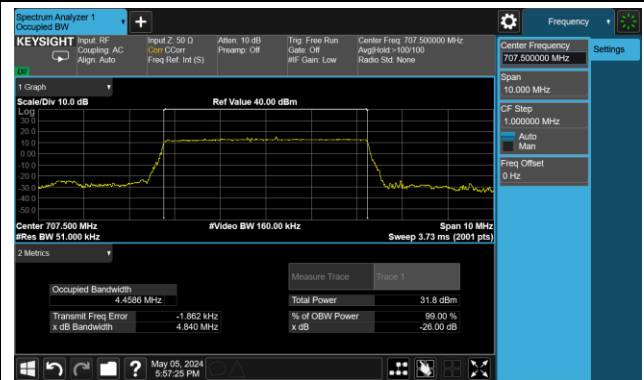 Spectrum Analyzer 1
Occupied BW
Frequency
KEYSIGHT
Input: RF
Coupling: AC
Align: Auto
Input Z: 50 Ω
Corr CCorr
Freq Ref: Int (S)
Atten: 10 dB
Preamp: Off
Trig: Free Run
Gate: Off
#IF Gain: Low
Center Freq: 707.500000 MHz
Avg|Hold:>100/100
Radio Std: None
Center Frequency
707.500000 MHz
Settings
Span
10.000 MHz
CF Step
1.000000 MHz
Auto
Man
Freq Offset
0 Hz
1 Graph
Scale/Div 10.0 dB
Ref Value 40.00 dBm
Log
30.0
20.0
10.0
0.00
-10.0
-20.0
-30.0
-40.0
-50.0
Center 707.500 MHz
#Video BW 160.00 kHz
Span 10 MHz
#Res BW 51.000 kHz
Sweep 3.73 ms (2001 pts)
2 Metrics
Measure Trace
Trace 1
Occupied Bandwidth
4.4586 MHz
Total Power
31.8 dBm
Transmit Freq Error
-1.862 kHz
% of OBW Power
99.00 %
x dB Bandwidth
4.840 MHz
x dB
-26.00 dB
May 05, 2024
5:57:25 PM